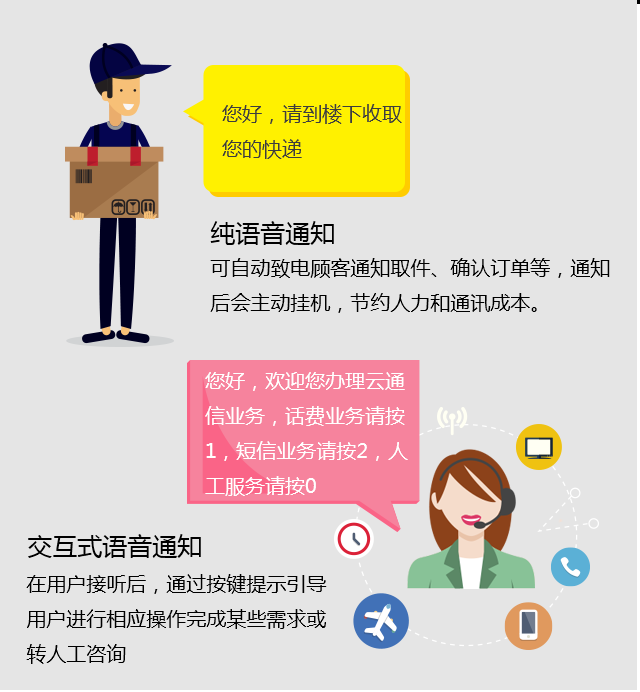 您好，请到楼下收取
您的快递
纯语音通知
可自动致电顾客通知取件、确认订单等，通知
后会主动挂机，节约人力和通讯成本。
您好，欢迎您办理云通
信业务，话费业务请按
1，短信业务请按2，人
工服务请按0
交互式语音通知
在用户接听后，通过按键提示引导
用户进行相应操作完成某些需求或
转人工咨询